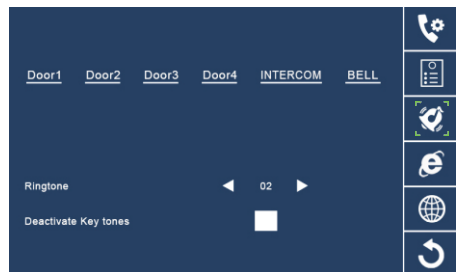 Door1 Door2 Door3 Door4 INTERCOM BELL
Ringtone 02
Deactivate Key tones